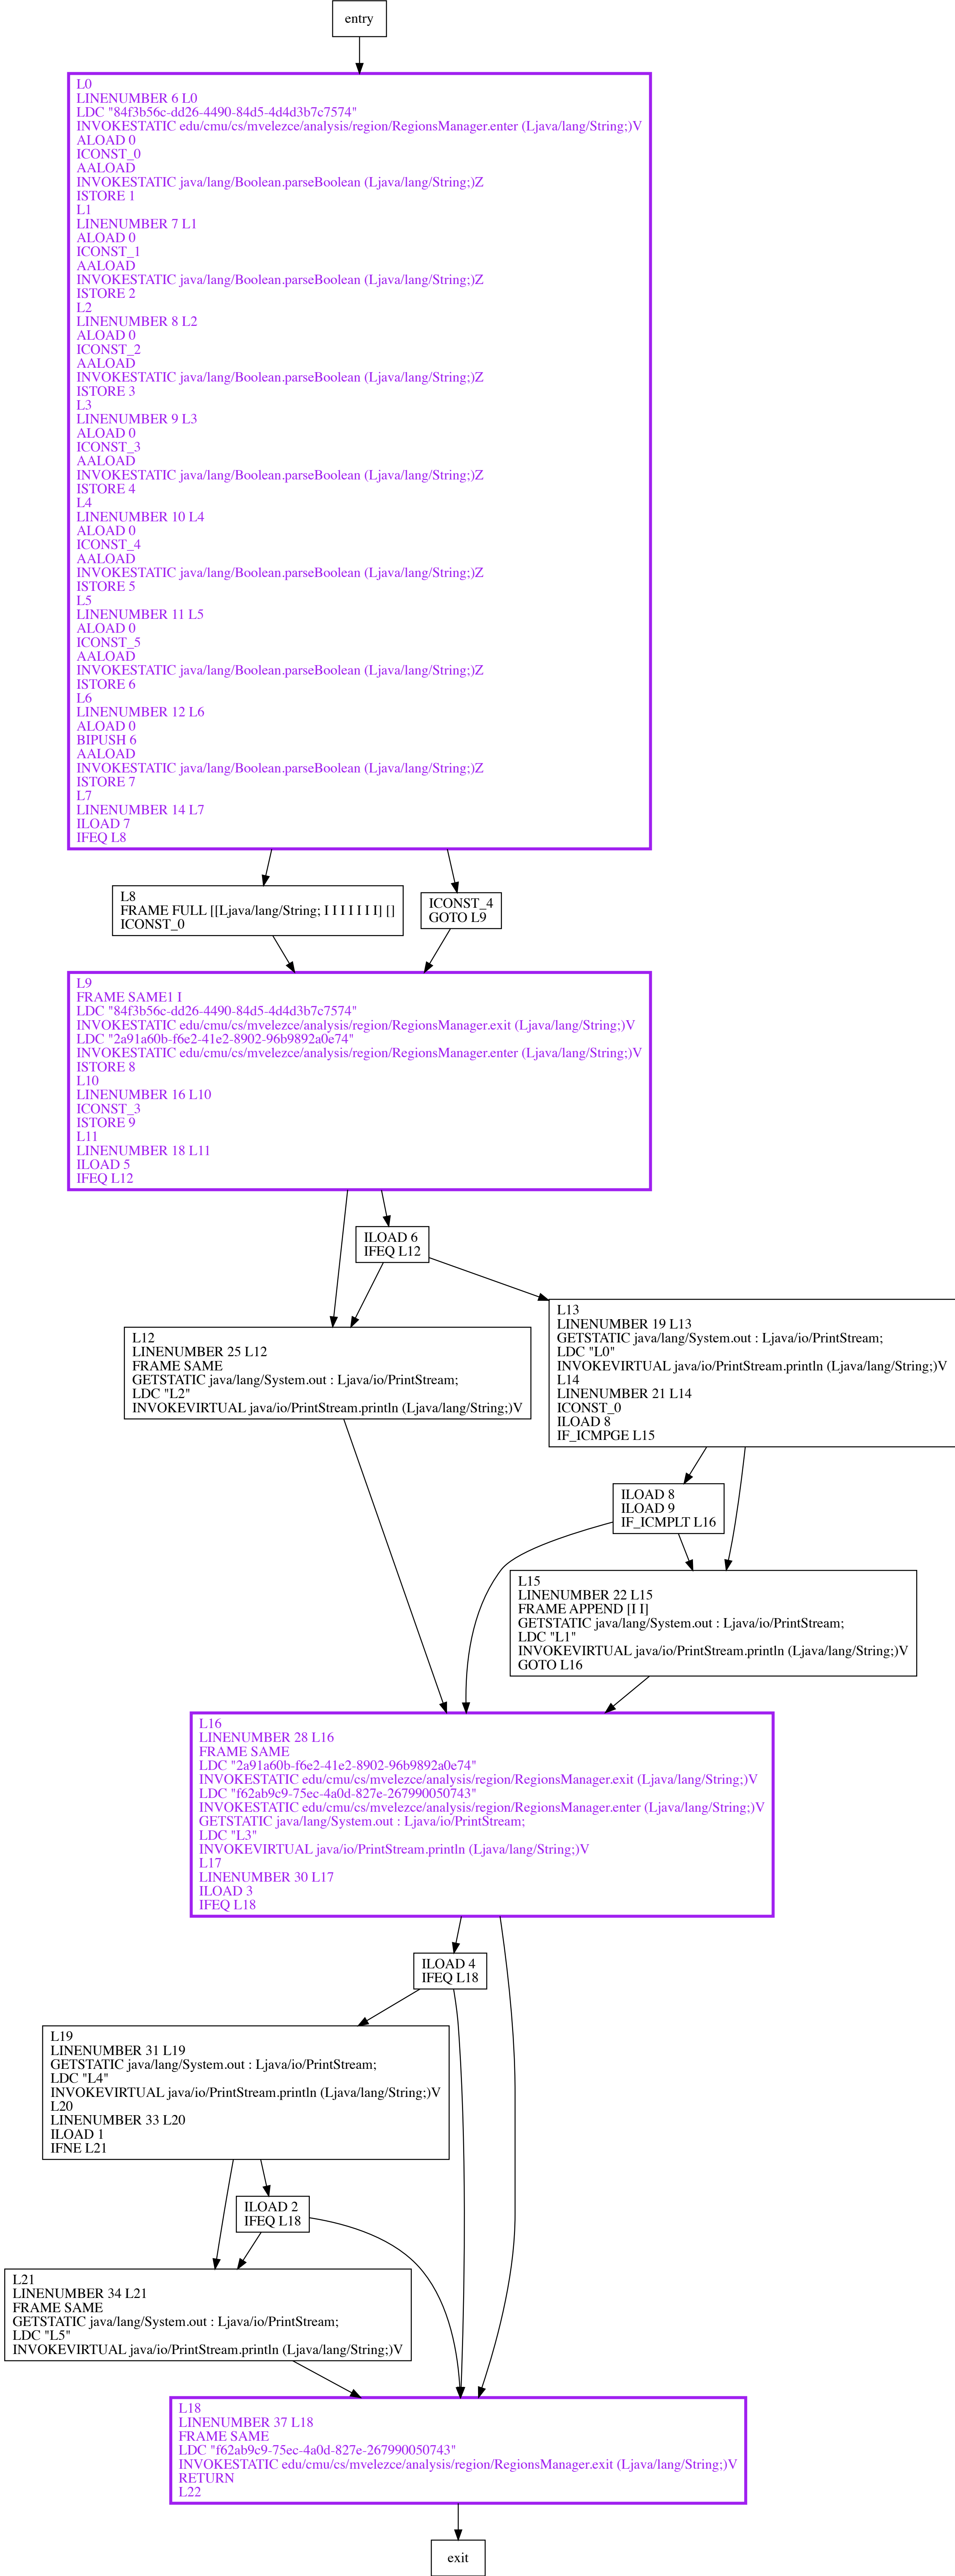 entry
L0
LINENUMBER 6 L0
LDC "84f3b56c-dd26-4490-84d5-4d4d3b7c7574"
INVOKESTATIC edu/cmu/cs/mvelezce/analysis/region/RegionsManager.enter (Ljava/lang/String;)V
ALOAD 0
ICONST_0
AALOAD
INVOKESTATIC java/lang/Boolean.parseBoolean (Ljava/lang/String;)Z
ISTORE 1
L1
LINENUMBER 7 L1
ALOAD 0
ICONST_1
AALOAD
INVOKESTATIC java/lang/Boolean.parseBoolean (Ljava/lang/String;)Z
ISTORE 2
L2
LINENUMBER 8 L2
ALOAD 0
ICONST_2
AALOAD
INVOKESTATIC java/lang/Boolean.parseBoolean (Ljava/lang/String;)Z
ISTORE 3
L3
LINENUMBER 9 L3
ALOAD 0
ICONST_3
AALOAD
INVOKESTATIC java/lang/Boolean.parseBoolean (Ljava/lang/String;)Z
ISTORE 4
L4
LINENUMBER 10 L4
ALOAD 0
ICONST_4
AALOAD
INVOKESTATIC java/lang/Boolean.parseBoolean (Ljava/lang/String;)Z
ISTORE 5
L5
LINENUMBER 11 L5
ALOAD 0
ICONST_5
AALOAD
INVOKESTATIC java/lang/Boolean.parseBoolean (Ljava/lang/String;)Z
ISTORE 6
L6
LINENUMBER 12 L6
ALOAD 0
BIPUSH 6
AALOAD
INVOKESTATIC java/lang/Boolean.parseBoolean (Ljava/lang/String;)Z
ISTORE 7
L7
LINENUMBER 14 L7
ILOAD 7
IFEQ L8
L8
FRAME FULL [[Ljava/lang/String; I I I I I I I] []
ICONST_0
ICONST_4
GOTO L9
L9
FRAME SAME1 I
LDC "84f3b56c-dd26-4490-84d5-4d4d3b7c7574"
INVOKESTATIC edu/cmu/cs/mvelezce/analysis/region/RegionsManager.exit (Ljava/lang/String;)V
LDC "2a91a60b-f6e2-41e2-8902-96b9892a0e74"
INVOKESTATIC edu/cmu/cs/mvelezce/analysis/region/RegionsManager.enter (Ljava/lang/String;)V
ISTORE 8
L10
LINENUMBER 16 L10
ICONST_3
ISTORE 9
L11
LINENUMBER 18 L11
ILOAD 5
IFEQ L12
ILOAD 6
IFEQ L12
L12
LINENUMBER 25 L12
FRAME SAME
GETSTATIC java/lang/System.out : Ljava/io/PrintStream;
LDC "L2"
INVOKEVIRTUAL java/io/PrintStream.println (Ljava/lang/String;)V
L13
LINENUMBER 19 L13
GETSTATIC java/lang/System.out : Ljava/io/PrintStream;
LDC "L0"
INVOKEVIRTUAL java/io/PrintStream.println (Ljava/lang/String;)V
L14
LINENUMBER 21 L14
ICONST_0
ILOAD 8
IF_ICMPGE L15
ILOAD 8
ILOAD 9
IF_ICMPLT L16
L15
LINENUMBER 22 L15
FRAME APPEND [I I]
GETSTATIC java/lang/System.out : Ljava/io/PrintStream;
LDC "L1"
INVOKEVIRTUAL java/io/PrintStream.println (Ljava/lang/String;)V
GOTO L16
L16
LINENUMBER 28 L16
FRAME SAME
LDC "2a91a60b-f6e2-41e2-8902-96b9892a0e74"
INVOKESTATIC edu/cmu/cs/mvelezce/analysis/region/RegionsManager.exit (Ljava/lang/String;)V
LDC "f62ab9c9-75ec-4a0d-827e-267990050743"
INVOKESTATIC edu/cmu/cs/mvelezce/analysis/region/RegionsManager.enter (Ljava/lang/String;)V
GETSTATIC java/lang/System.out : Ljava/io/PrintStream;
LDC "L3"
INVOKEVIRTUAL java/io/PrintStream.println (Ljava/lang/String;)V
L17
LINENUMBER 30 L17
ILOAD 3
IFEQ L18
ILOAD 4
IFEQ L18
L19
LINENUMBER 31 L19
GETSTATIC java/lang/System.out : Ljava/io/PrintStream;
LDC "L4"
INVOKEVIRTUAL java/io/PrintStream.println (Ljava/lang/String;)V
L20
LINENUMBER 33 L20
ILOAD 1
IFNE L21
ILOAD 2
IFEQ L18
L21
LINENUMBER 34 L21
FRAME SAME
GETSTATIC java/lang/System.out : Ljava/io/PrintStream;
LDC "L5"
INVOKEVIRTUAL java/io/PrintStream.println (Ljava/lang/String;)V
L18
LINENUMBER 37 L18
FRAME SAME
LDC "f62ab9c9-75ec-4a0d-827e-267990050743"
INVOKESTATIC edu/cmu/cs/mvelezce/analysis/region/RegionsManager.exit (Ljava/lang/String;)V
RETURN
L22
exit